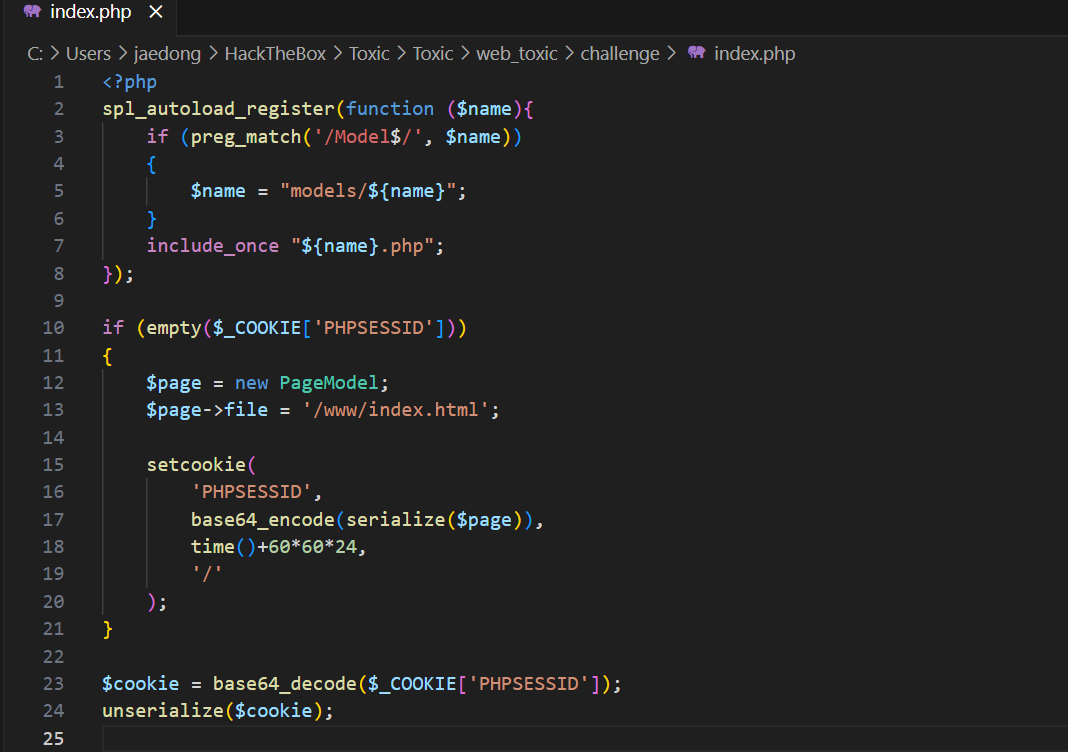 index.php ×
C: > Users > jaedong > HackTheBox > Toxic > Toxic > web_toxic > challenge > index.php
1 <?php
2 spl_autoload_register(function ($name){
3     if (preg_match('/Model$/', $name))
4     {
5         $name = "models/${name}";
6     }
7     include_once "${name}.php";
8 });
9
10 if (empty($_COOKIE['PHPSESSID']))
11 {
12     $page = new PageModel;
13     $page->file = '/www/index.html';
14
15     setcookie(
16         'PHPSESSID',
17         base64_encode(serialize($page)),
18         time()+60*60*24,
19         '/'
20     );
21 }
22
23 $cookie = base64_decode($_COOKIE['PHPSESSID']);
24 unserialize($cookie);
25